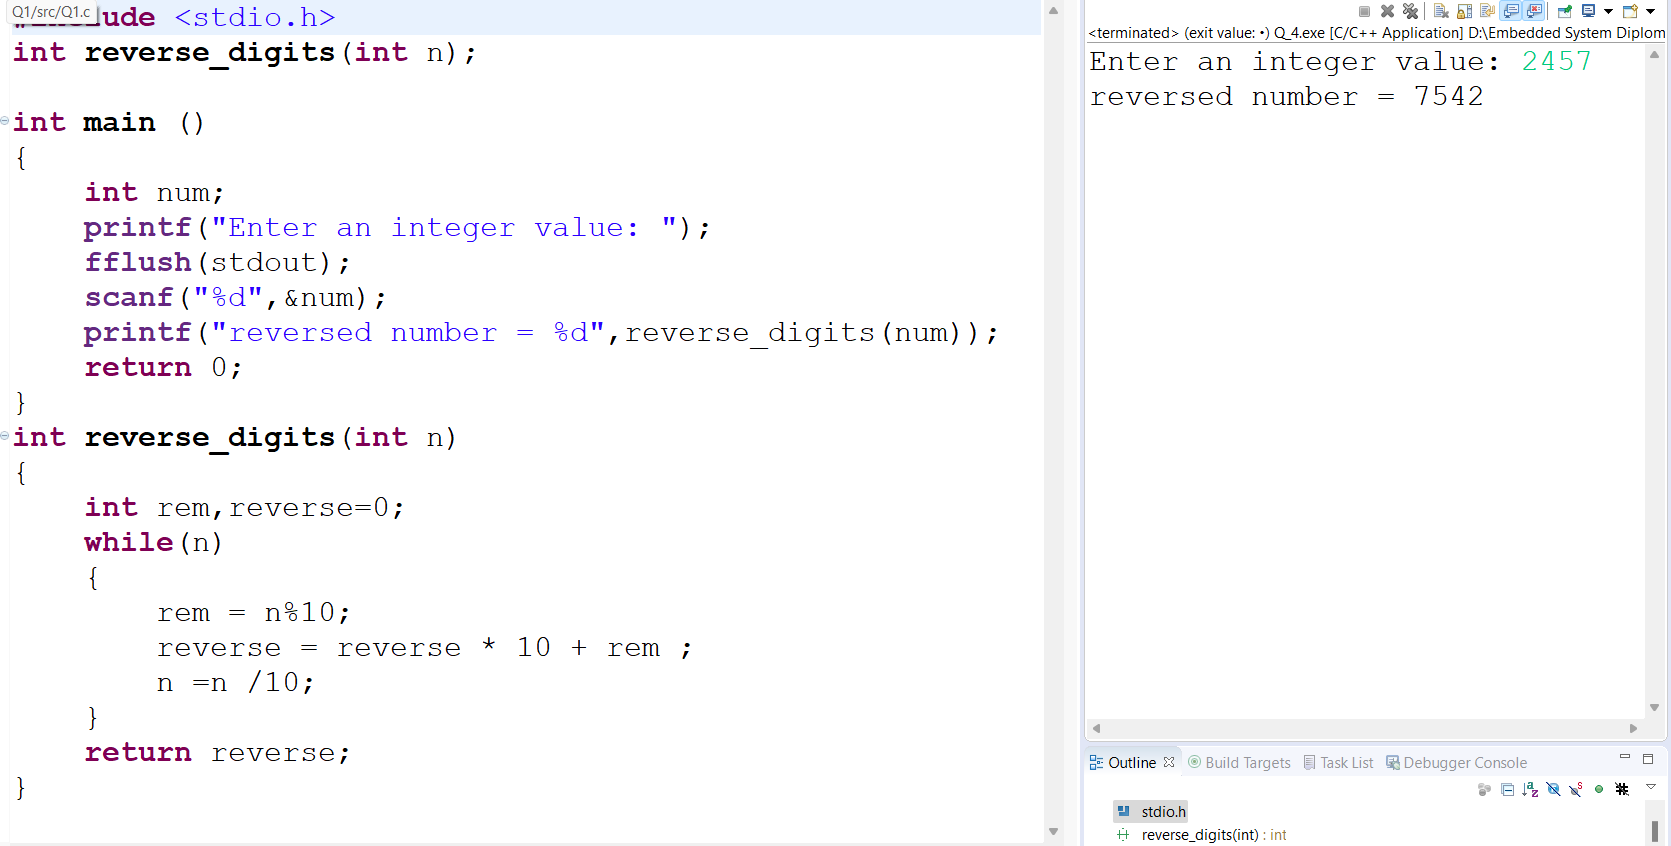 Q1/src/Q1.c
#include <stdio.h>
int reverse_digits(int n);
int main ()
{
    int num;
    printf("Enter an integer value: ");
    fflush(stdout);
    scanf("%d",&num);
    printf("reversed number = %d",reverse_digits(num));
    return 0;
}
int reverse_digits(int n)
{
    int rem,reverse=0;
    while(n)
    {
        rem = n%10;
        reverse = reverse * 10 + rem ;
        n =n /10;
    }
    return reverse;
}
<terminated> (exit value: •) Q_4.exe [C/C++ Application] D:\Embedded System Diplom
Enter an integer value: 2457
reversed number = 7542
Outline Build Targets Task List Debugger Console
stdio.h
reverse_digits(int) : int